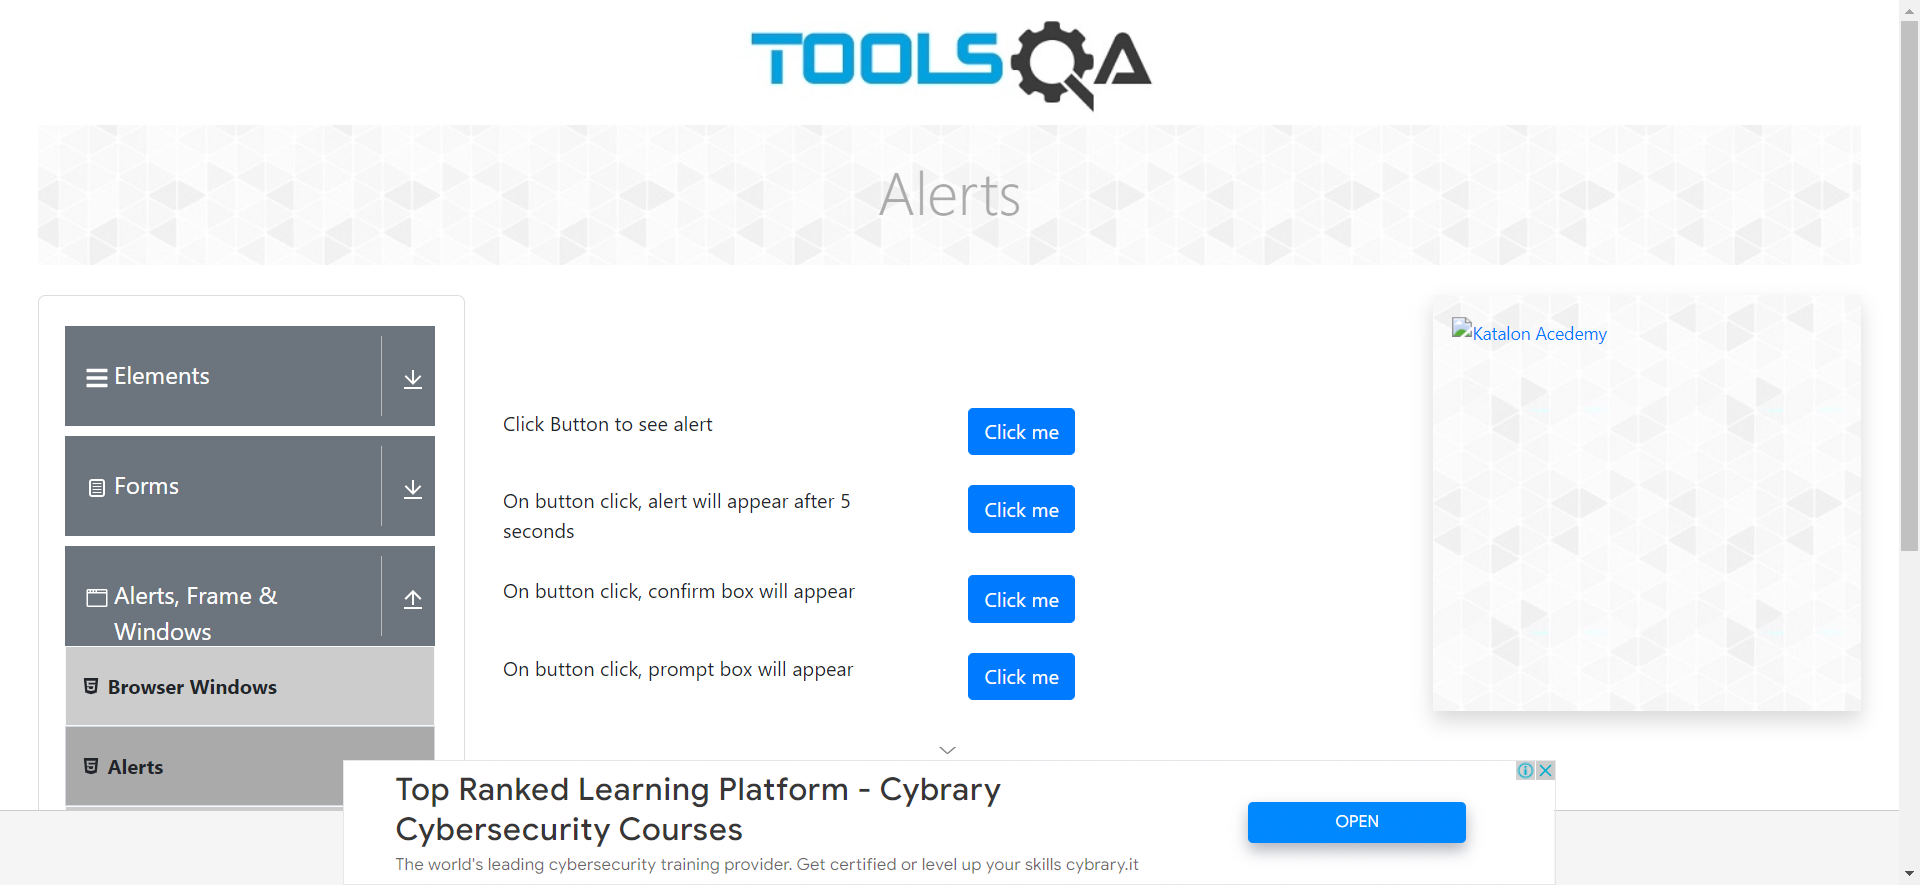 TOOLSQA
Alerts
Elements
Forms
Alerts, Frame &
Windows
Browser Windows
Alerts
Click Button to see alert
Click me
On button click, alert will appear after 5
seconds
Click me
On button click, confirm box will appear
Click me
On button click, prompt box will appear
Click me
Katalon Acedemy
Top Ranked Learning Platform - Cybrary
Cybersecurity Courses
The world's leading cybersecurity training provider. Get certified or level up your skills cybrary.it
OPEN